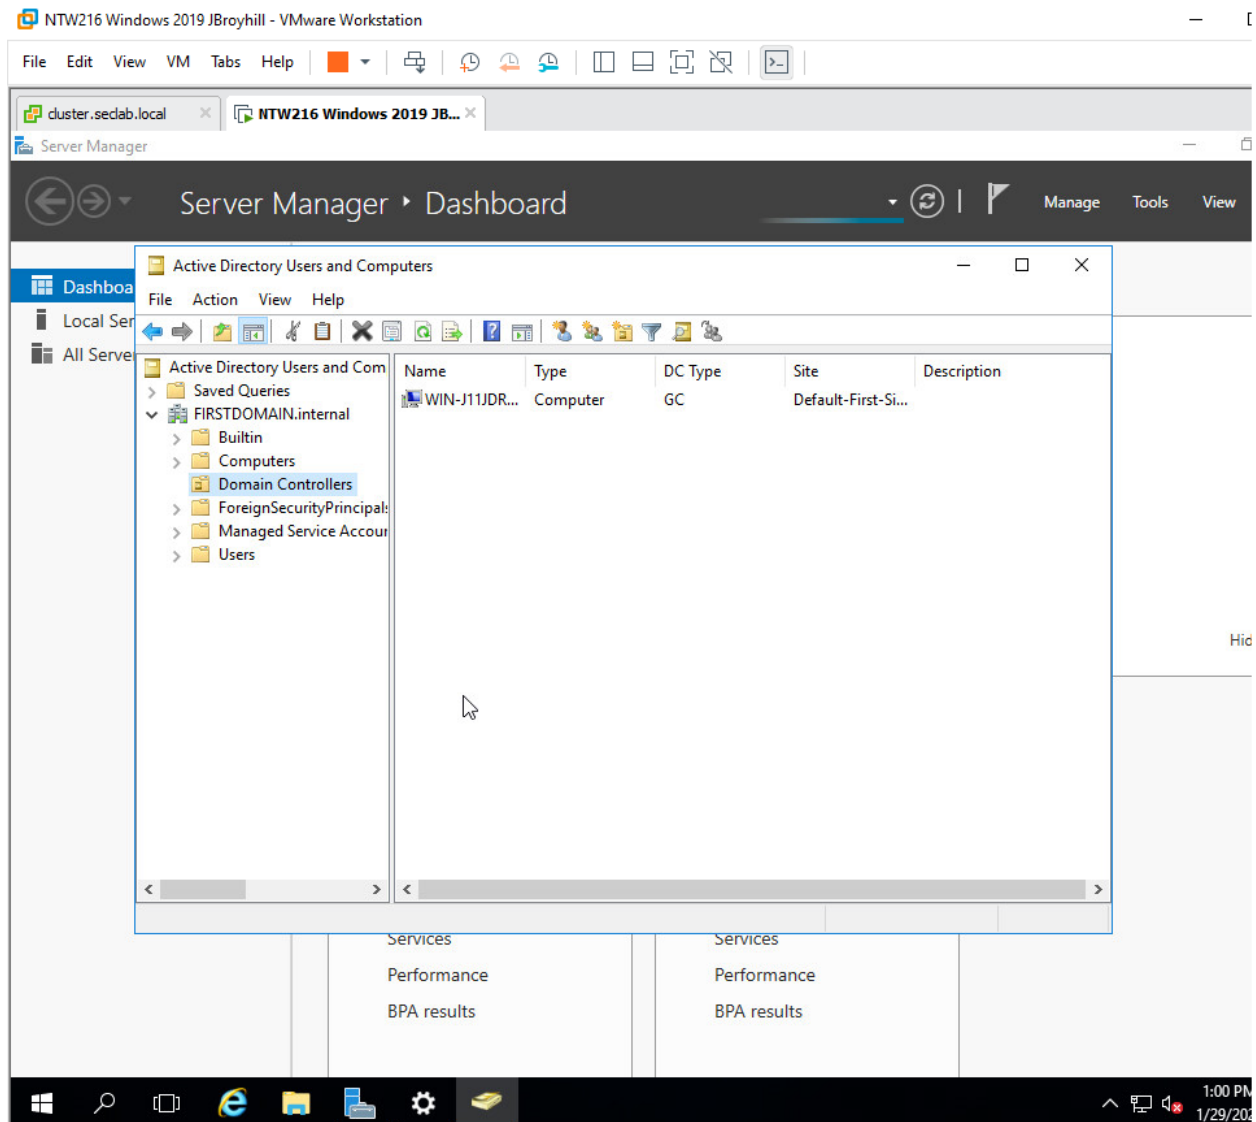 NTW216 Windows 2019 JBroyhill - VMware Workstation
File Edit View VM Tabs Help
cluster.seclab.local NTW216 Windows 2019 JB...
Server Manager
Server Manager Dashboard Manage Tools View
Active Directory Users and Computers
File Action View Help
Dashboa
Local Ser
All Serve
Active Directory Users and Com
Saved Queries
FIRSTDOMAIN.internal
Builtin
Computers
Domain Controllers
ForeignSecurityPrincipals
Managed Service Accour
Users
Name Type DC Type Site Description
WIN-J11JDR... Computer GC Default-First-Si...
Hid
Services Services
Performance Performance
BPA results BPA results
1:00 PM
1/29/202